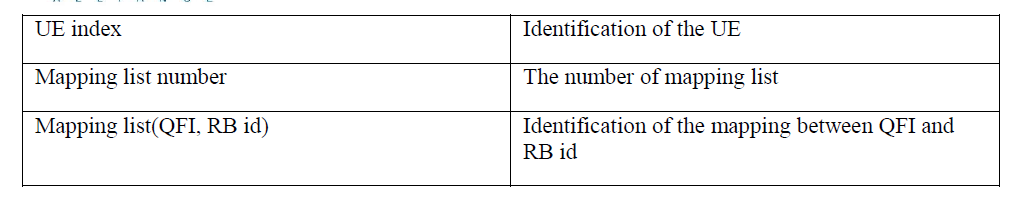 UE index
Identification of the UE
Mapping list number
The number of mapping list
Mapping list(QFI, RB id)
Identification of the mapping between QFI and
RB id